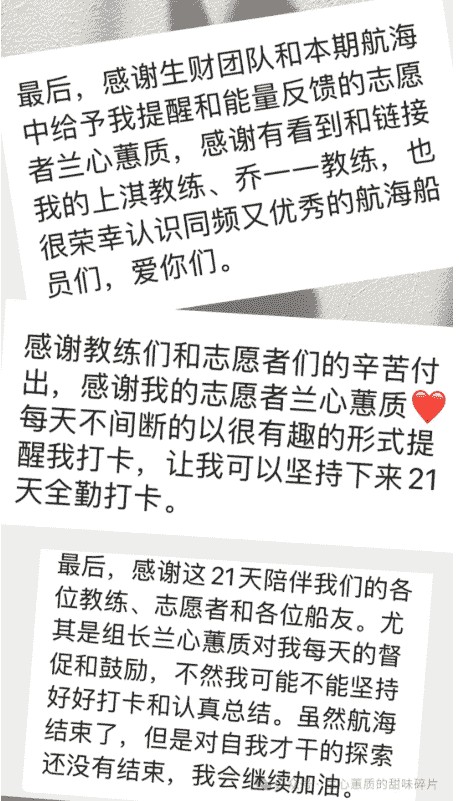 最后，感谢生财团队和本期航海
中给予我提醒和能量反馈的志愿
者兰心蕙质，感谢有看到和链接
我的上淇教练、乔一一教练，也
很荣幸认识同频又优秀的航海船
员们，爱你们。
感谢教练们和志愿者们的辛苦付
出，感谢我的志愿者兰心蕙质❤️
每天不间断的以很有趣的形式提
醒我打卡，让我可以坚持下来21
天全勤打卡。
最后，感谢这21天陪伴我们的各
位教练、志愿者和各位船友。尤
其是组长兰心蕙质对我每天的督
促和鼓励，不然我可能不能坚持
好好打卡和认真总结。虽然航海
结束了，但是对自我才干的探索
还没有结束，我会继续加油。
心蕙质的甜味碎片